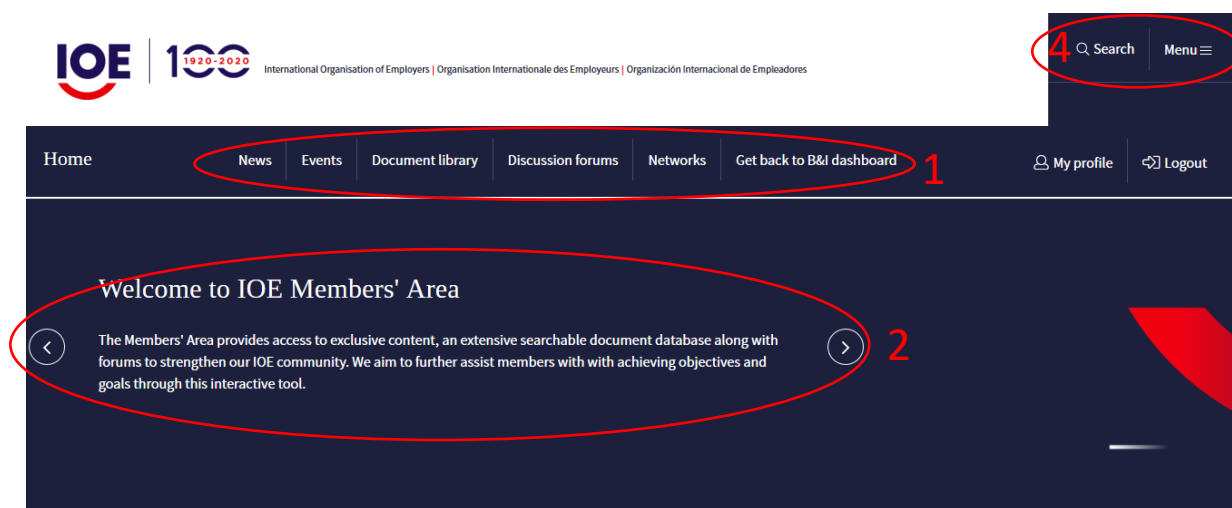 IOE 100 1920-2020 International Organisation of Employers | Organisation Internationale des Employeurs | Organización Internacional de Empleadores
4 Search Menu
Home News Events Document library Discussion forums Networks Get back to B&I dashboard 1 My profile Logout
Welcome to IOE Members' Area
The Members' Area provides access to exclusive content, an extensive searchable document database along with
forums to strengthen our IOE community. We aim to further assist members with with achieving objectives and
goals through this interactive tool.
2